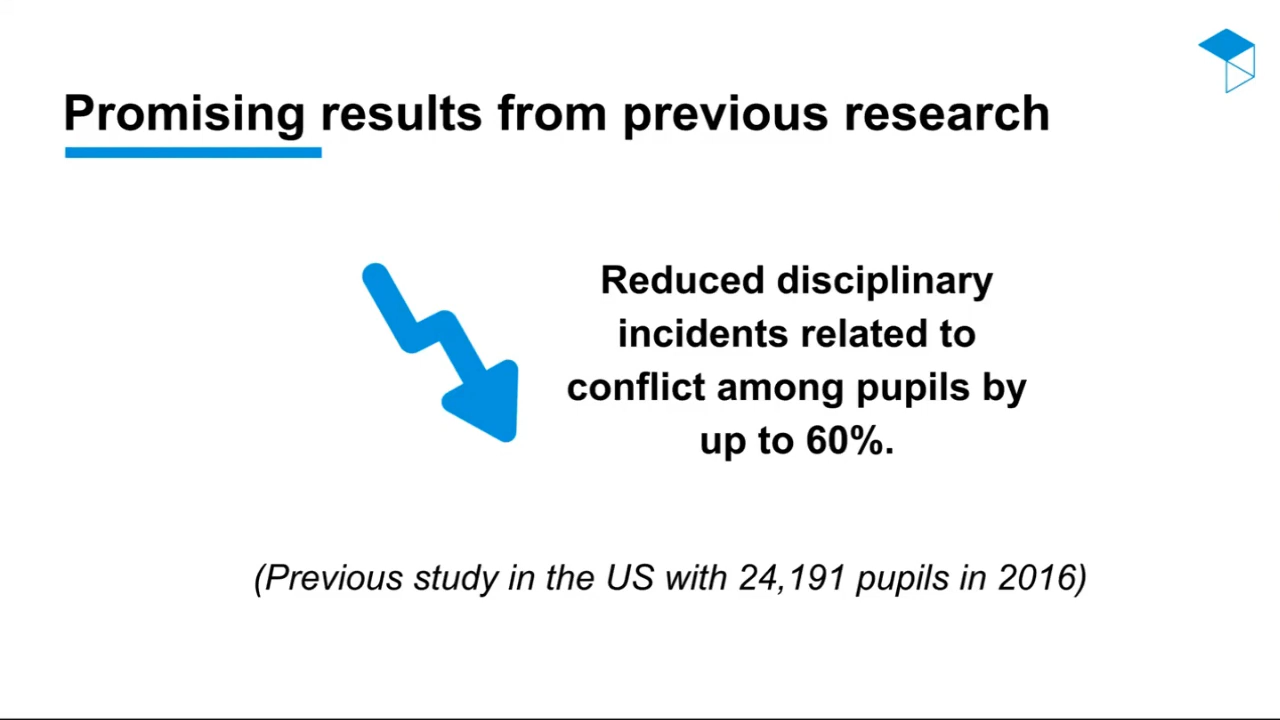 Promising results from previous research
Reduced disciplinary
incidents related to
conflict among pupils by
up to 60%.
(Previous study in the US with 24,191 pupils in 2016)